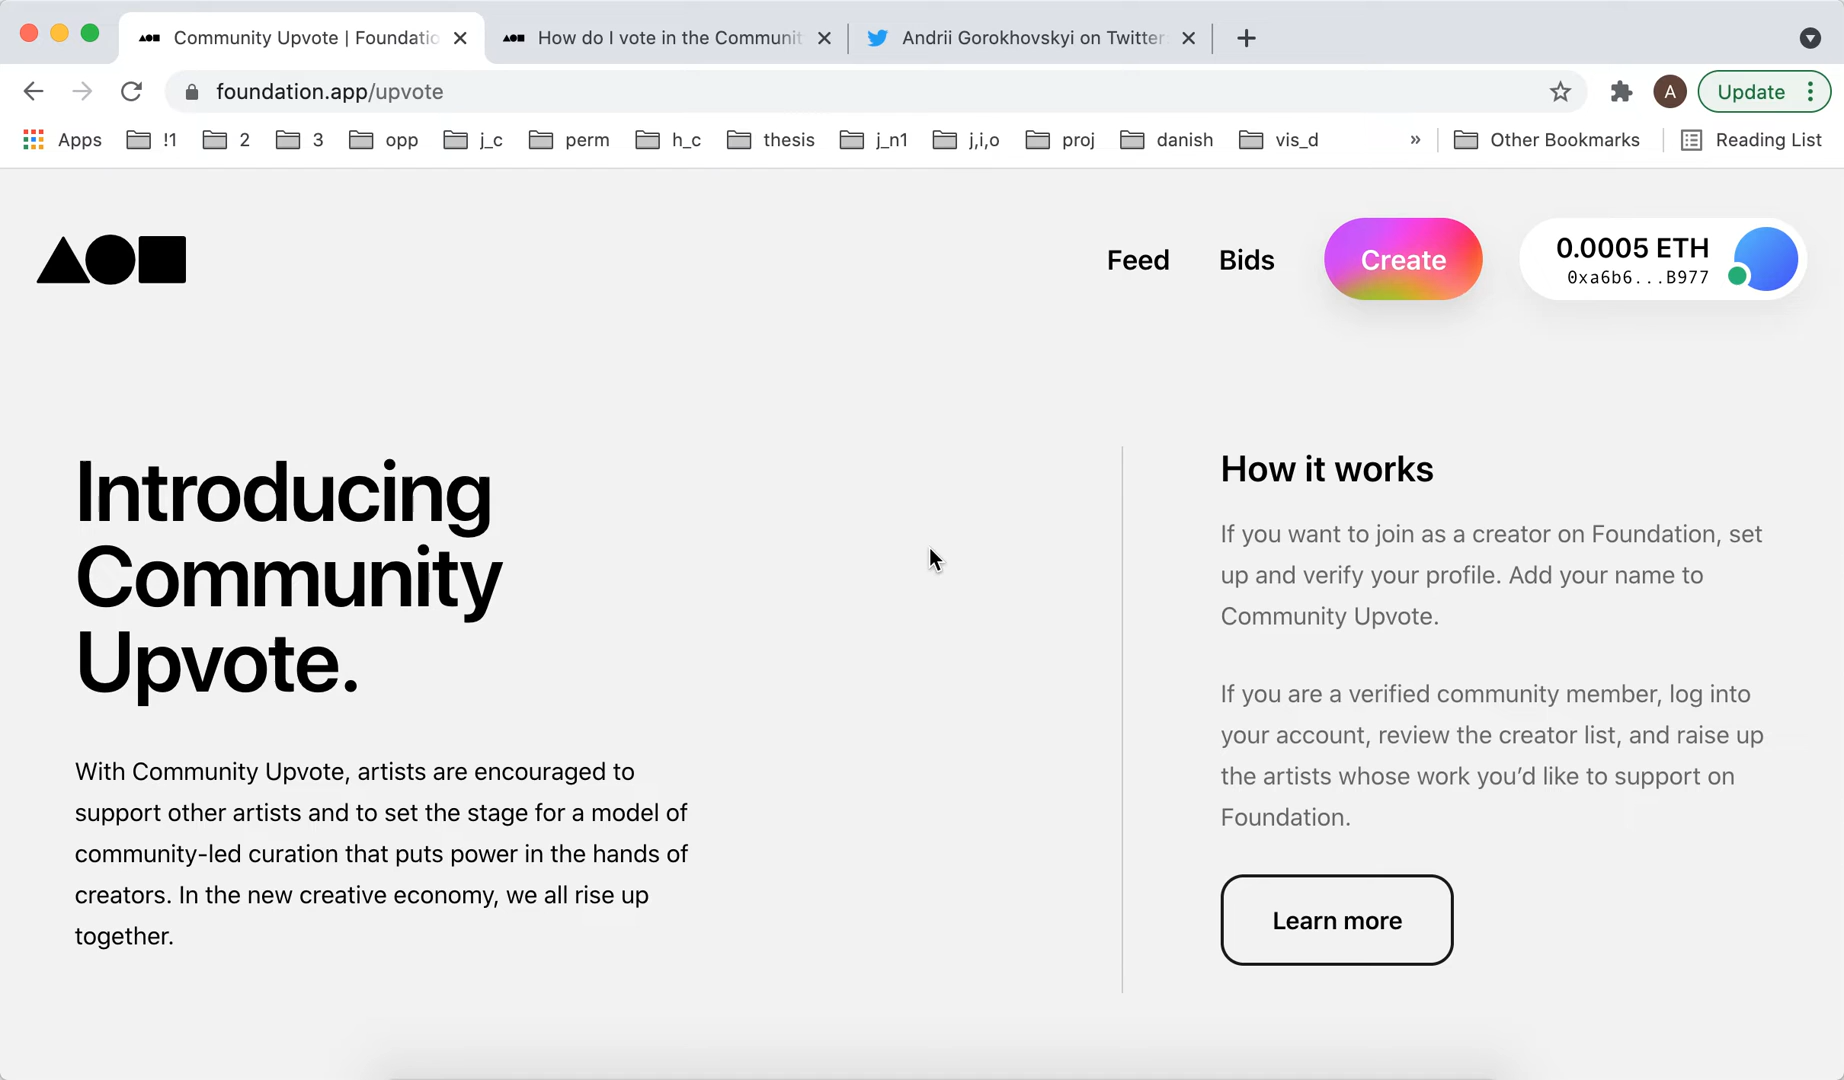 Community Upvote | Foundatio
How do I vote in the Communit
Andrii Gorokhovskyi on Twitter
foundation.app/upvote
A
Update
Apps
!1
2
3
opp
j_c
perm
h_c
thesis
j_n1
j,i,o
proj
danish
vis_d
»
Other Bookmarks
Reading List
Feed
Bids
Create
0.0005 ETH
0xa6b6...B977
Introducing
Community
Upvote.
With Community Upvote, artists are encouraged to
support other artists and to set the stage for a model of
community-led curation that puts power in the hands of
creators. In the new creative economy, we all rise up
together.
How it works
If you want to join as a creator on Foundation, set
up and verify your profile. Add your name to
Community Upvote.
If you are a verified community member, log into
your account, review the creator list, and raise up
the artists whose work you’d like to support on
Foundation.
Learn more